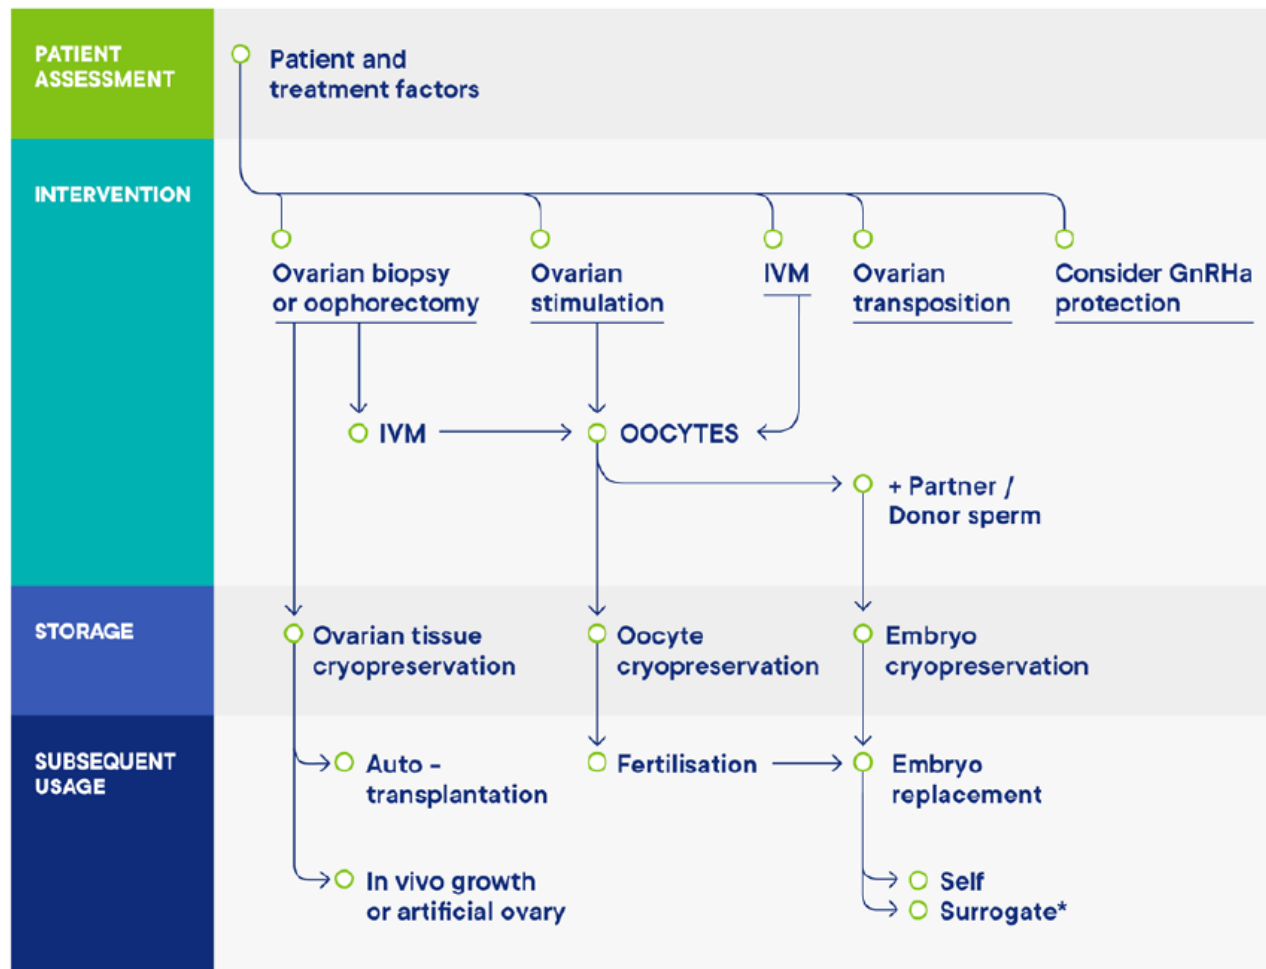 PATIENT
ASSESSMENT
Patient and
treatment factors
INTERVENTION
Ovarian biopsy
or oophorectomy
Ovarian
stimulation
IVM
Ovarian
transposition
Consider GnRHa
protection
IVM
OOCYTES
+ Partner /
Donor sperm
STORAGE
Ovarian tissue
cryopreservation
Oocyte
cryopreservation
Embryo
cryopreservation
SUBSEQUENT
USAGE
Auto -
transplantation
Fertilisation
Embryo
replacement
In vivo growth
or artificial ovary
Self
Surrogate*